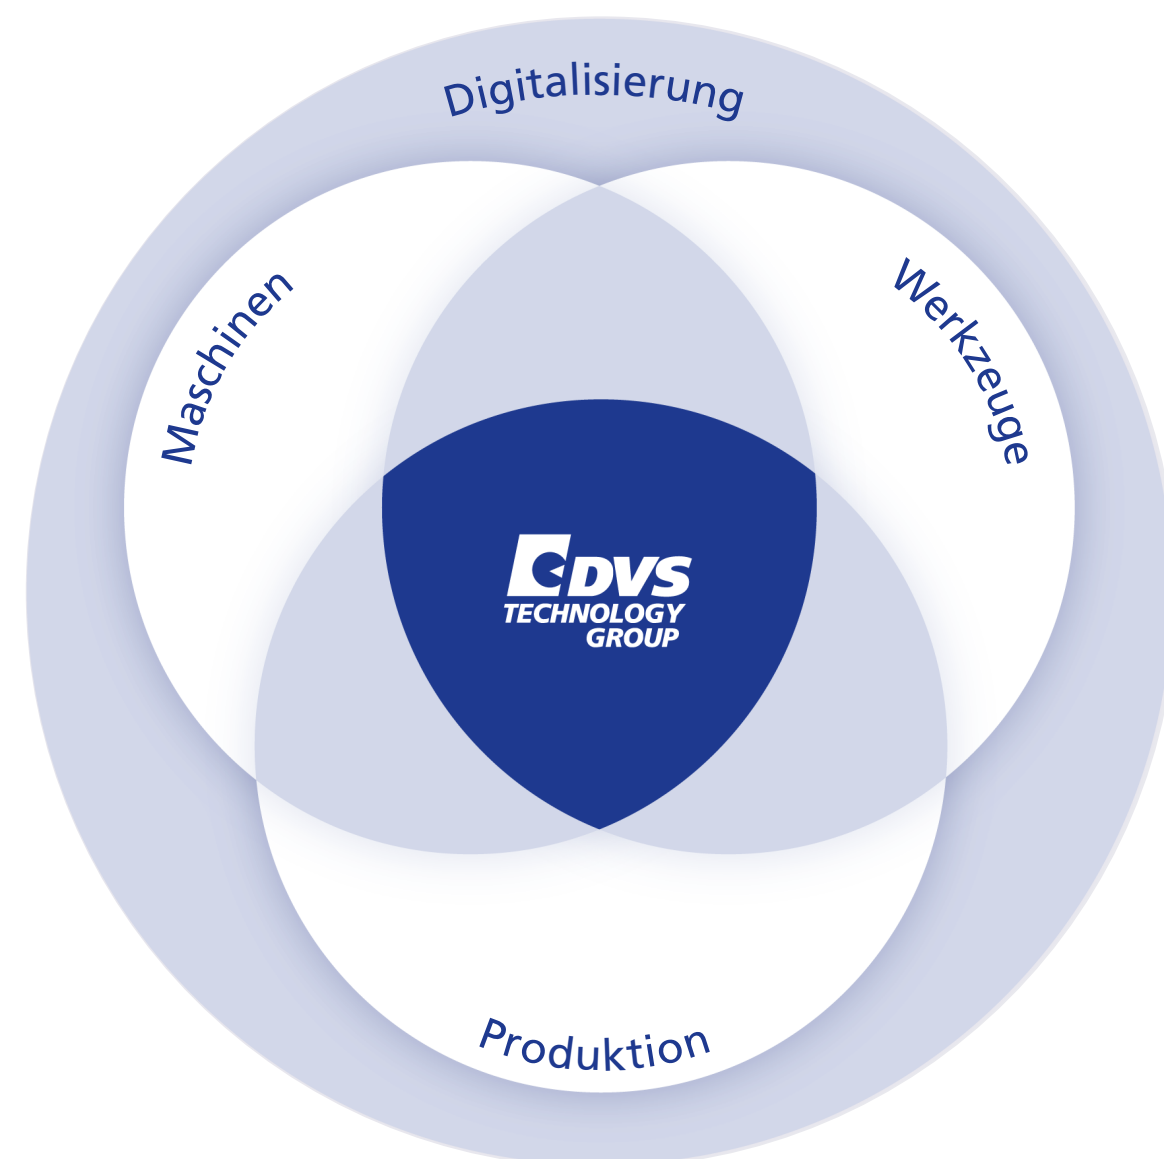 Digitalisierung
Maschinen
Werkzeuge
DVS
TECHNOLOGY
GROUP
Produktion